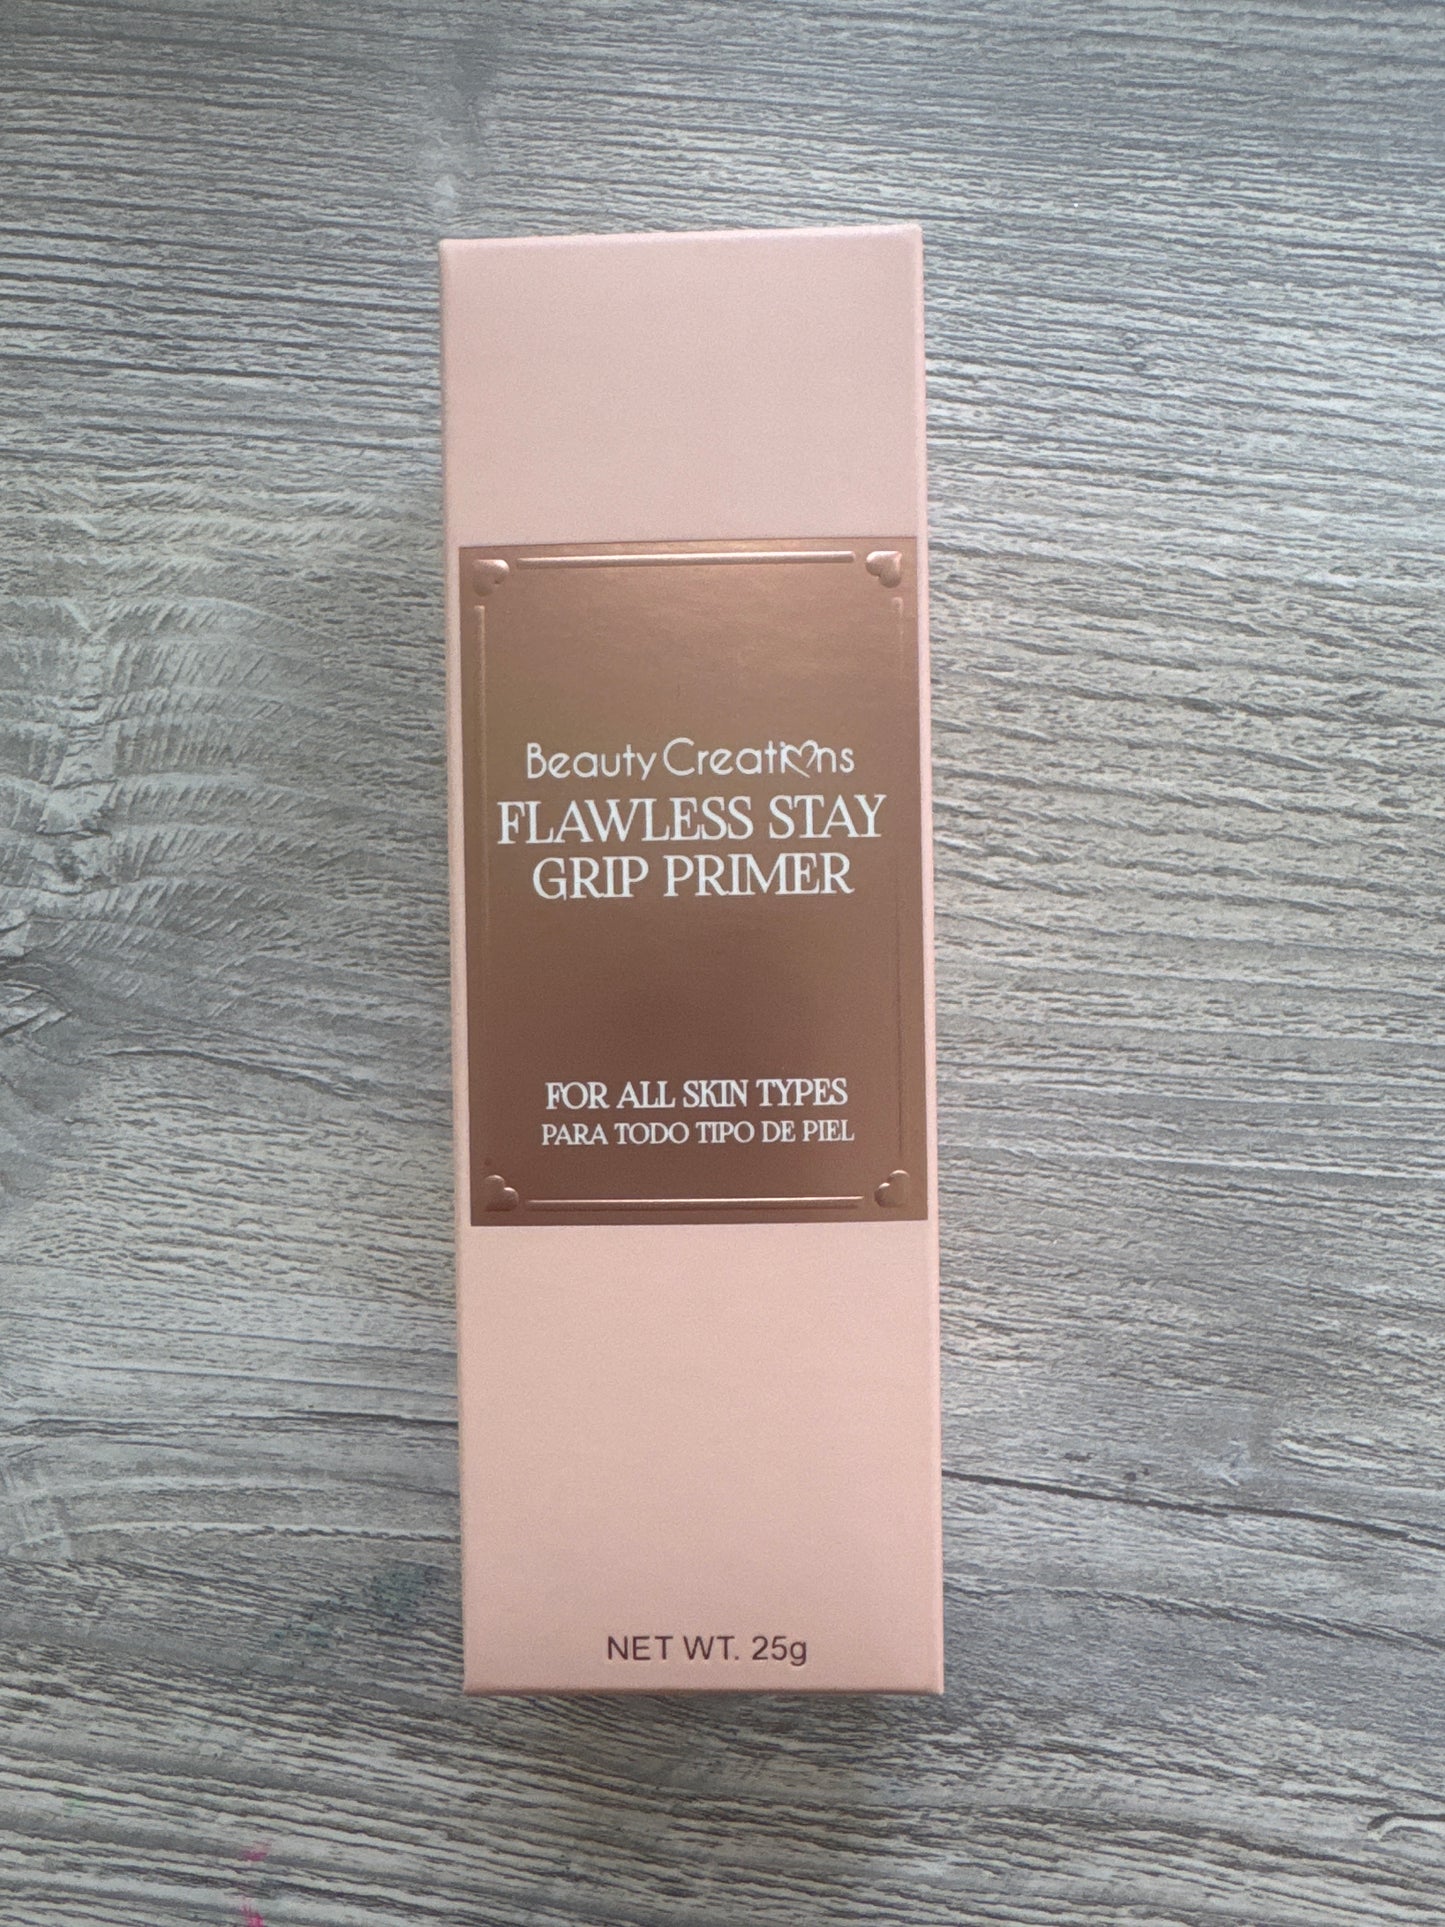 Beauty Creations
FLAWLESS STAY
GRIP PRIMER
FOR ALL SKIN TYPES
PARA TODO TIPO DE PIEL
NET WT. 25g